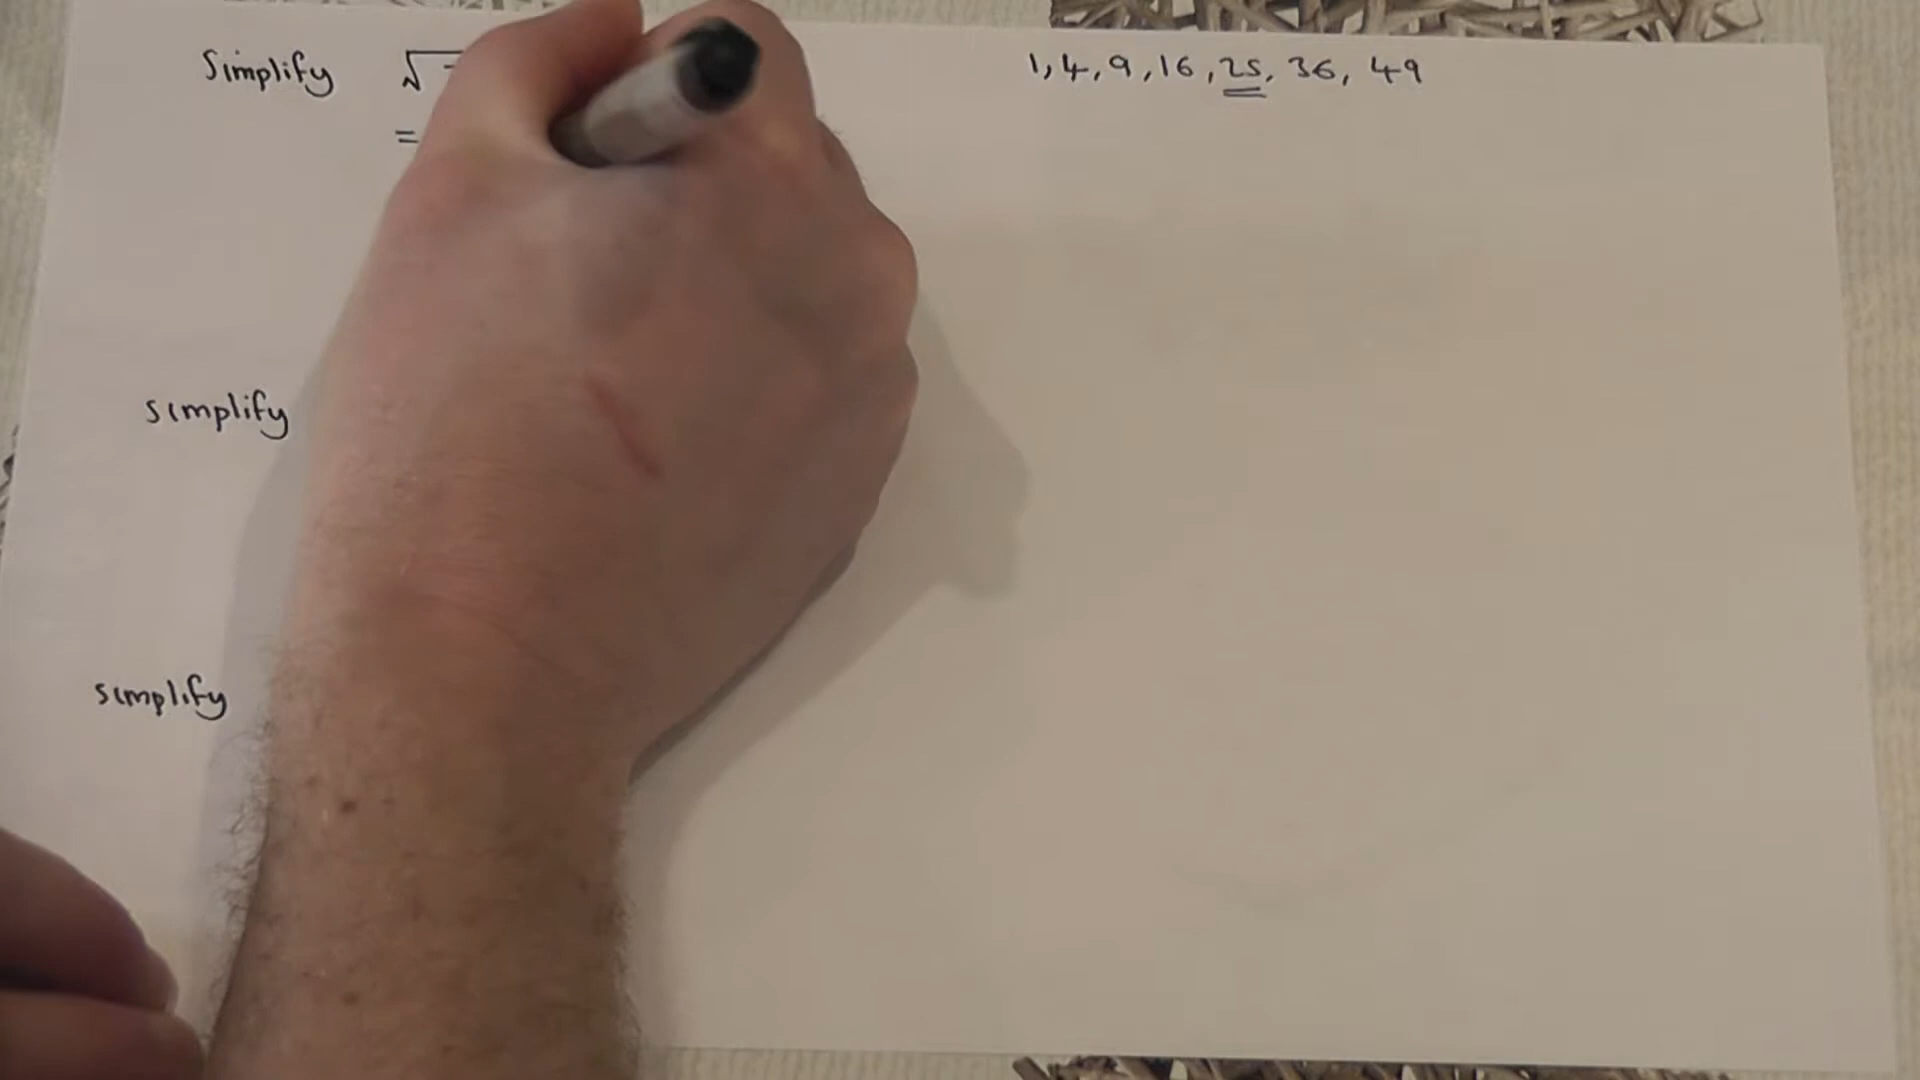 Simplify √
1, 4, 9, 16, 25, 36, 49
=
simplify
simplify